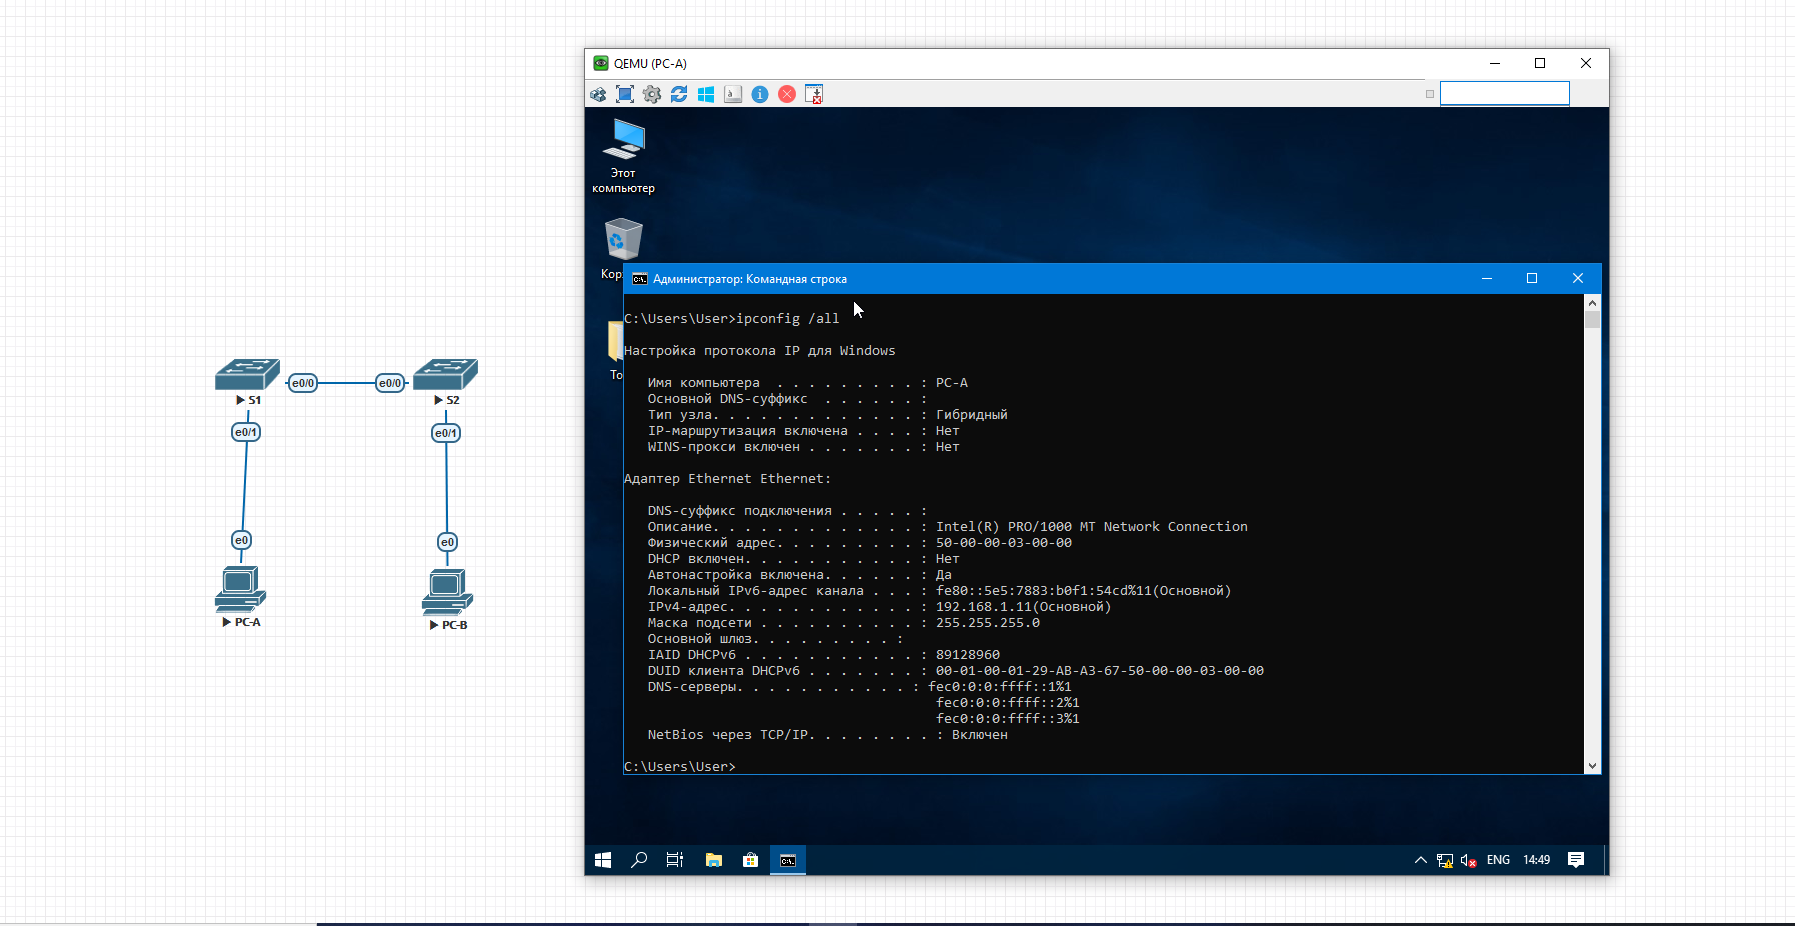 QEMU (PC-A)
Этот
компьютер
Кор
То
Администратор: Командная строка
C:\Users\User>ipconfig /all
Настройка протокола IP для Windows
Имя компьютера  . . . . . . . . . : PC-A
Основной DNS-суффикс  . . . . . . :
Тип узла. . . . . . . . . . . . . : Гибридный
IP-маршрутизация включена . . . . : Нет
WINS-прокси включен . . . . . . . : Нет
Адаптер Ethernet Ethernet:
DNS-суффикс подключения . . . . . :
Описание. . . . . . . . . . . . . : Intel(R) PRO/1000 MT Network Connection
Физический адрес. . . . . . . . . : 50-00-00-03-00-00
DHCP включен. . . . . . . . . . . : Нет
Автонастройка включена. . . . . . : Да
Локальный IPv6-адрес канала . . . : fe80::5e5:7883:b0f1:54cd%11(Основной)
IPv4-адрес. . . . . . . . . . . . : 192.168.1.11(Основной)
Маска подсети . . . . . . . . . . : 255.255.255.0
Основной шлюз. . . . . . . . . :
IAID DHCPv6 . . . . . . . . . . . : 89128960
DUID клиента DHCPv6 . . . . . . . : 00-01-00-01-29-AB-A3-67-50-00-00-03-00-00
DNS-серверы. . . . . . . . . . . : fec0:0:0:ffff::1%1
fec0:0:0:ffff::2%1
fec0:0:0:ffff::3%1
NetBios через TCP/IP. . . . . . . . : Включен
C:\Users\User>
ENG 14:49
e0/0 e0/0
S1 S2
e0/1 e0/1
e0 e0
PC-A PC-B